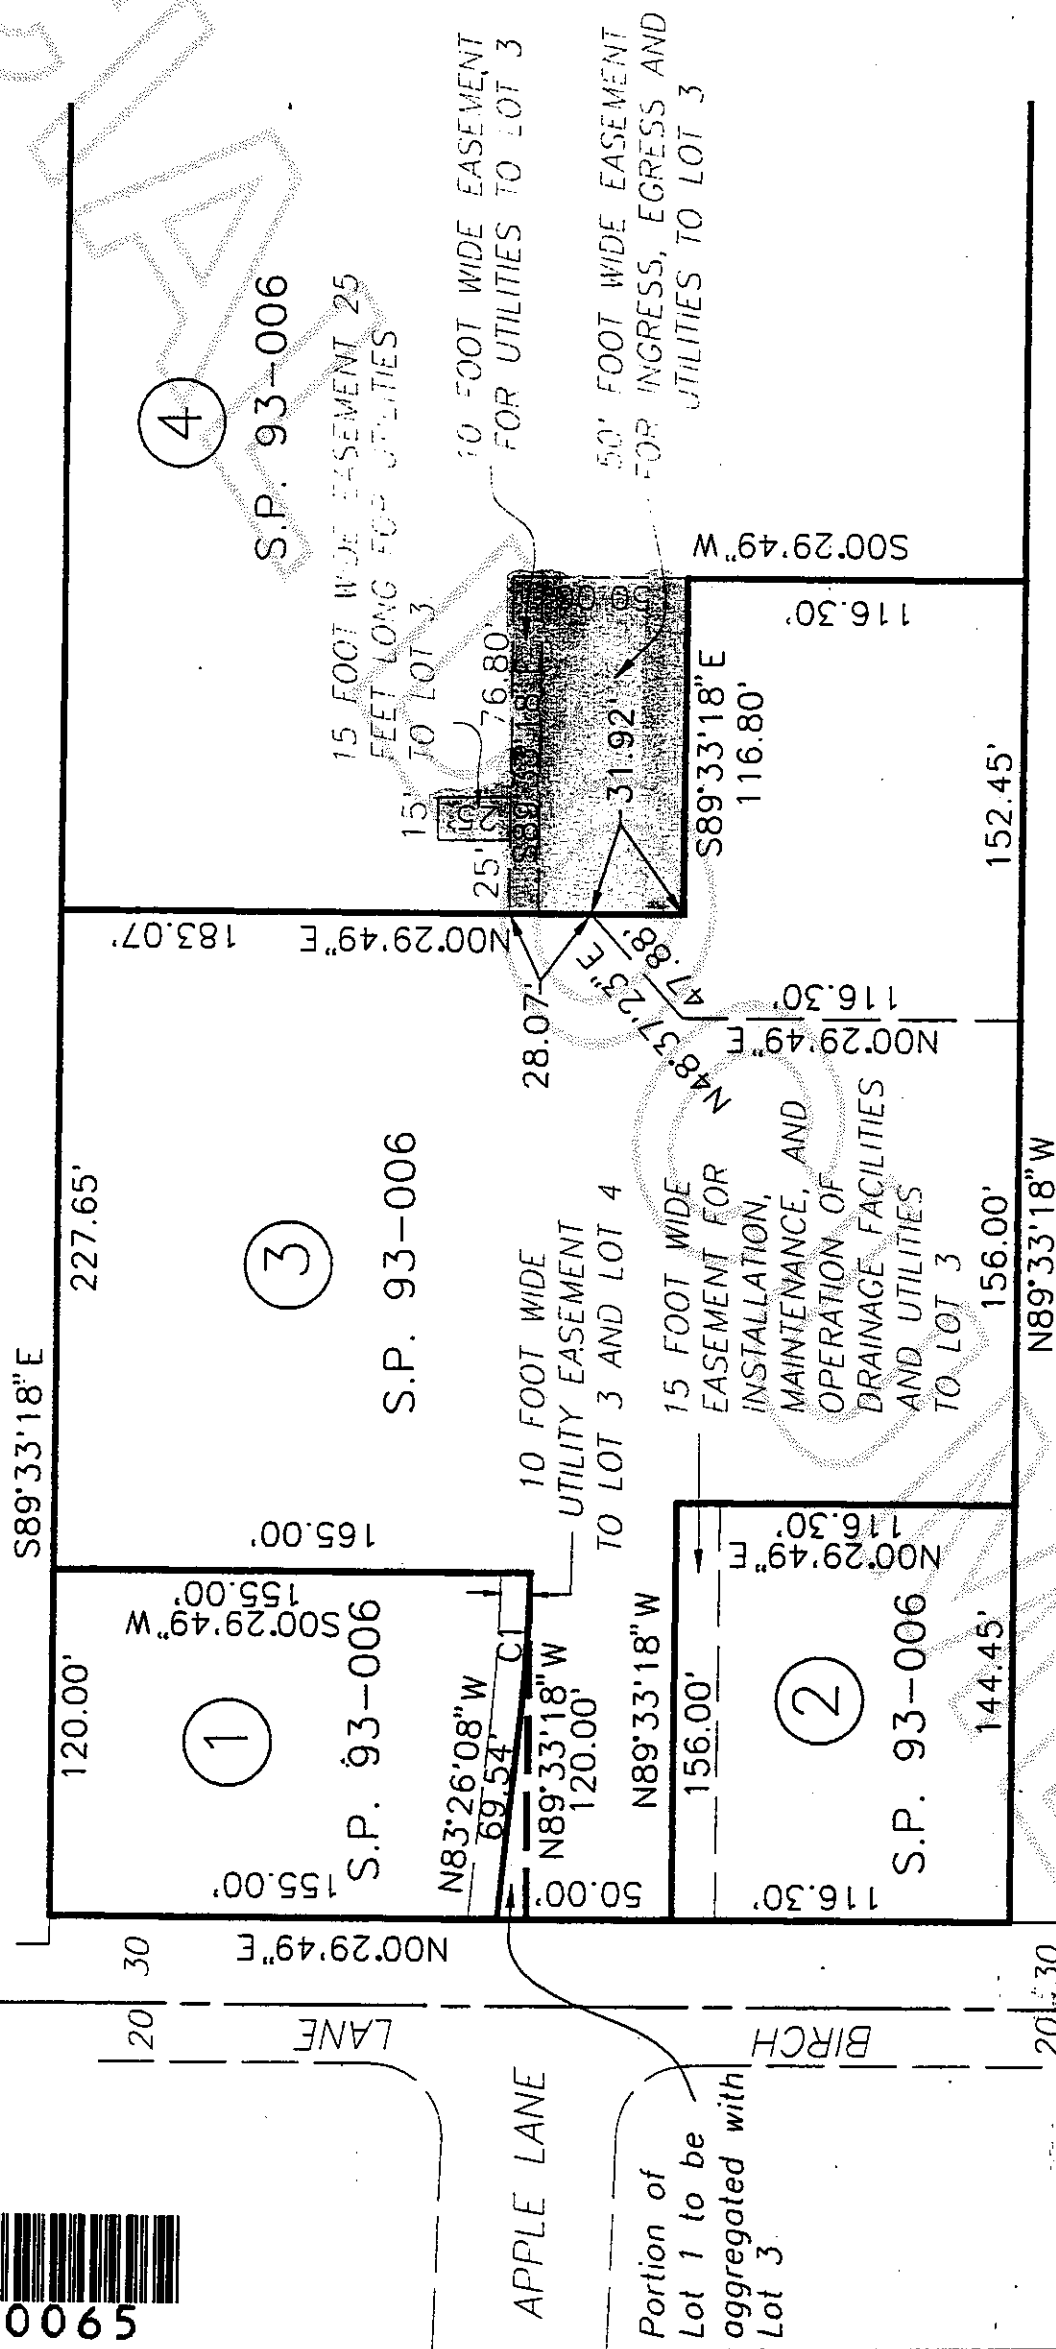 S89°33'18"E
120.00'
227.65'
155.00'
S00°29'49"W
155.00'
165.00'
183.07'
N00°29'49"E
1
S.P. 93-006
3
S.P. 93-006
4
S.P. 93-006
15 FOOT WIDE EASEMENT 25
FEET LONG FOR UTILITIES
TO LOT 3
15'
25'
76.80'
10 FOOT WIDE EASEMENT
FOR UTILITIES TO LOT 3
50' FOOT WIDE EASEMENT
FOR INGRESS, EGRESS AND
UTILITIES TO LOT 3
S89°33'18"
50.00
31.92'
28.07'
N48°37'23"E
47.88'
S89°33'18"E
116.80'
S00°29'49"W
116.30'
152.45'
N00°29'49"E
116.30'
N83°26'08"W
69.54'
C1
N89°33'18"W
120.00'
10 FOOT WIDE
UTILITY EASEMENT
TO LOT 3 AND LOT 4
50.00'
N89°33'18"W
156.00'
15 FOOT WIDE
EASEMENT FOR
INSTALLATION,
MAINTENANCE, AND
OPERATION OF
DRAINAGE FACILITIES
AND UTILITIES
TO LOT 3
116.30'
2
S.P. 93-006
N00°29'49"E
116.30'
144.45'
156.00'
N89°33'18"W
N00°29'49"E
20
30
LANE
BIRCH
20
30
APPLE LANE
Portion of
Lot 1 to be
aggregated with
Lot 3
0065